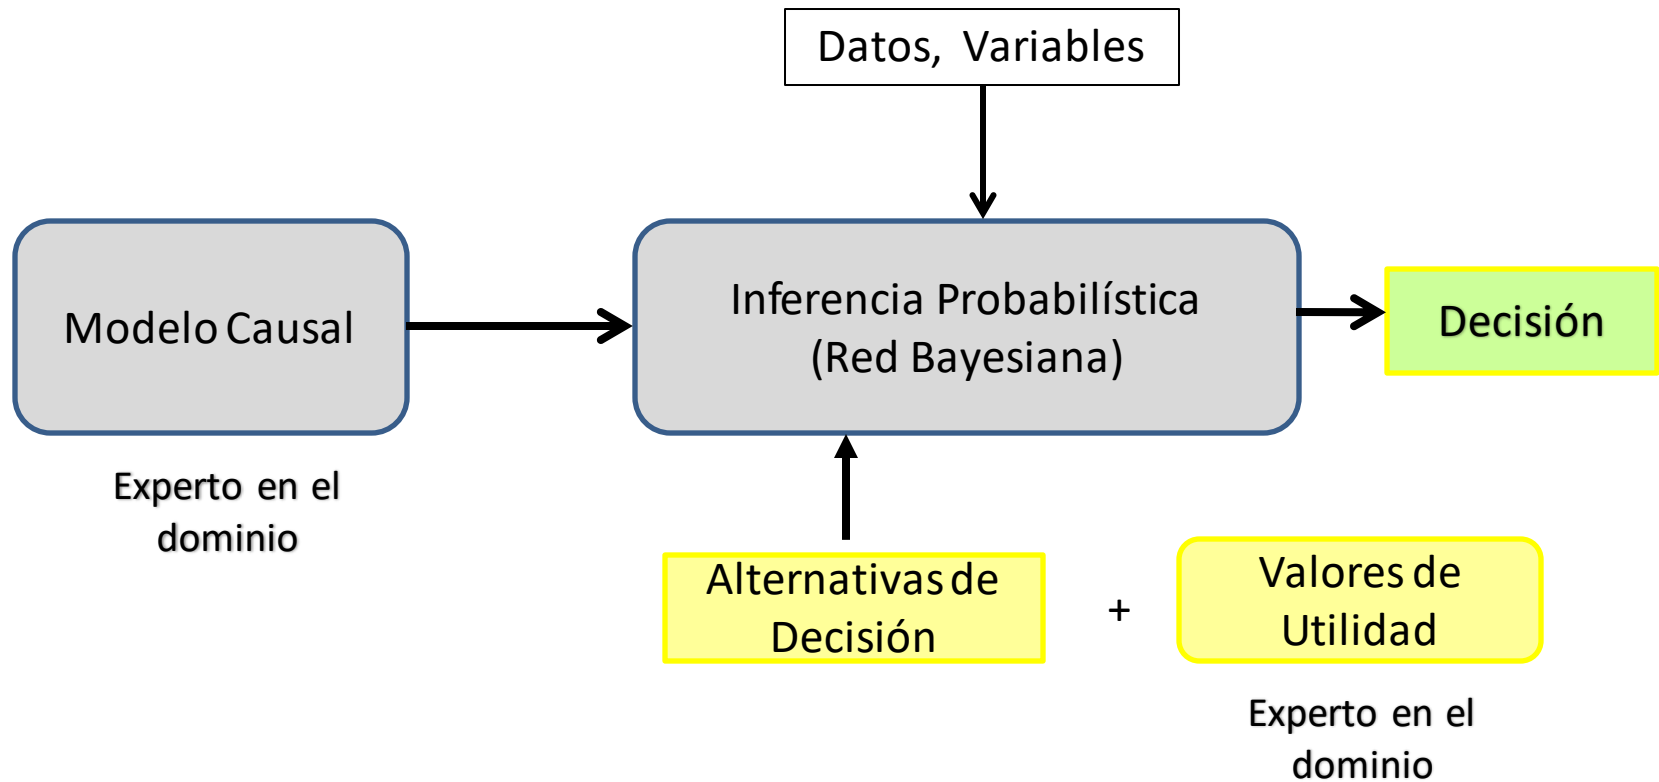 Datos, Variables
Modelo Causal
Inferencia Probabilística
(Red Bayesiana)
Decisión
Experto en el
dominio
Alternativas de
Decisión
+
Valores de
Utilidad
Experto en el
dominio